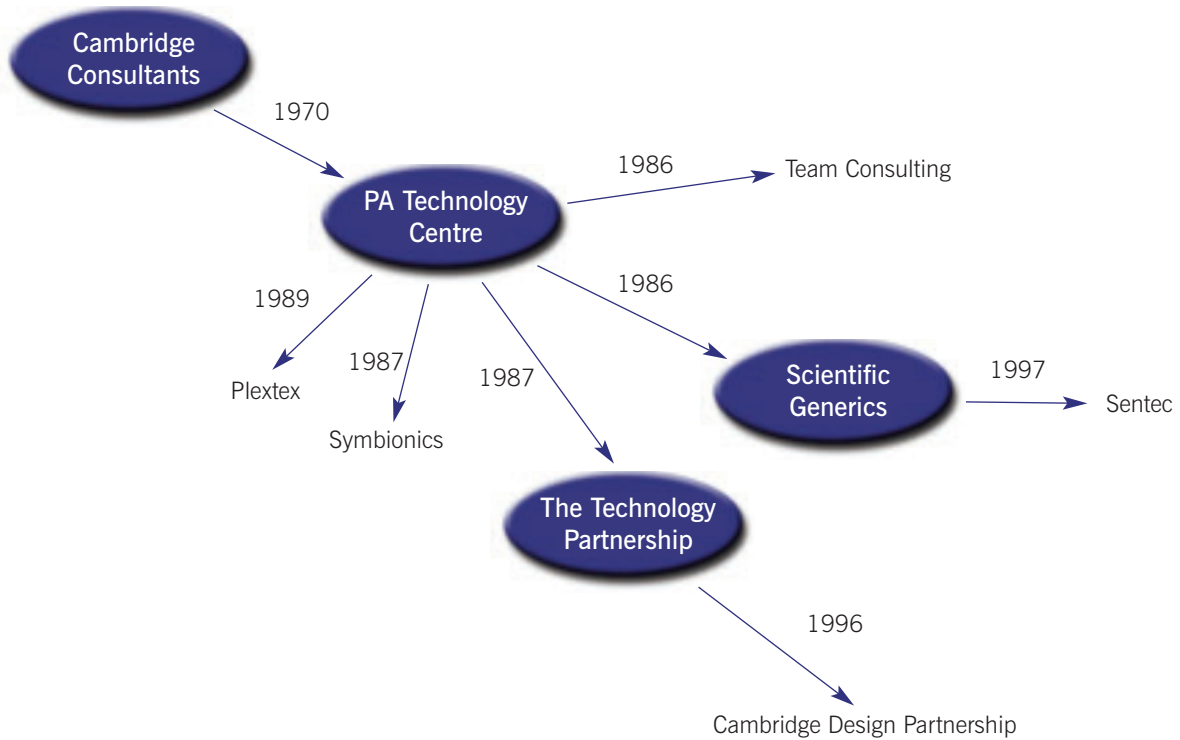 Cambridge
Consultants
1970
1986
Team Consulting
PA Technology
Centre
1986
1989
1987
1987
Plextex
Symbionics
Scientific
Generics
1997
Sentec
The Technology
Partnership
1996
Cambridge Design Partnership